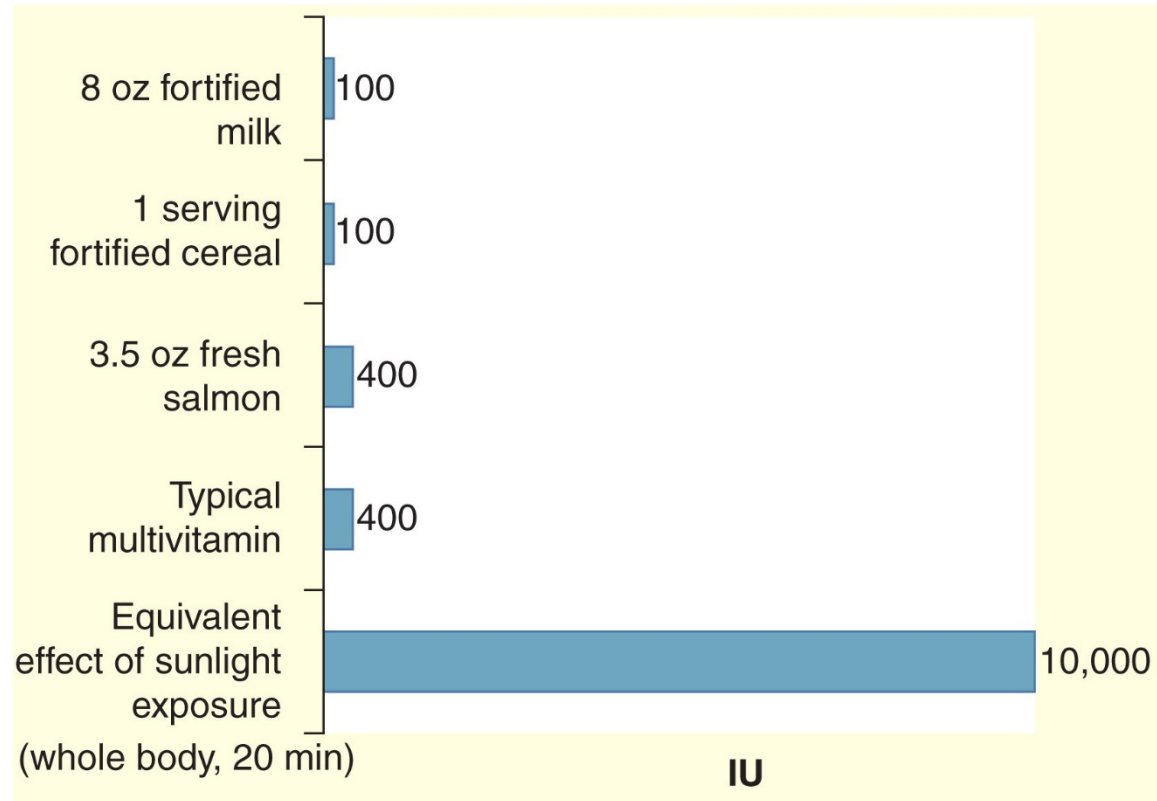 8 oz fortified
milk
100
1 serving
fortified cereal
100
3.5 oz fresh
salmon
400
Typical
multivitamin
400
Equivalent
effect of sunlight
exposure
(whole body, 20 min)
10,000
IU